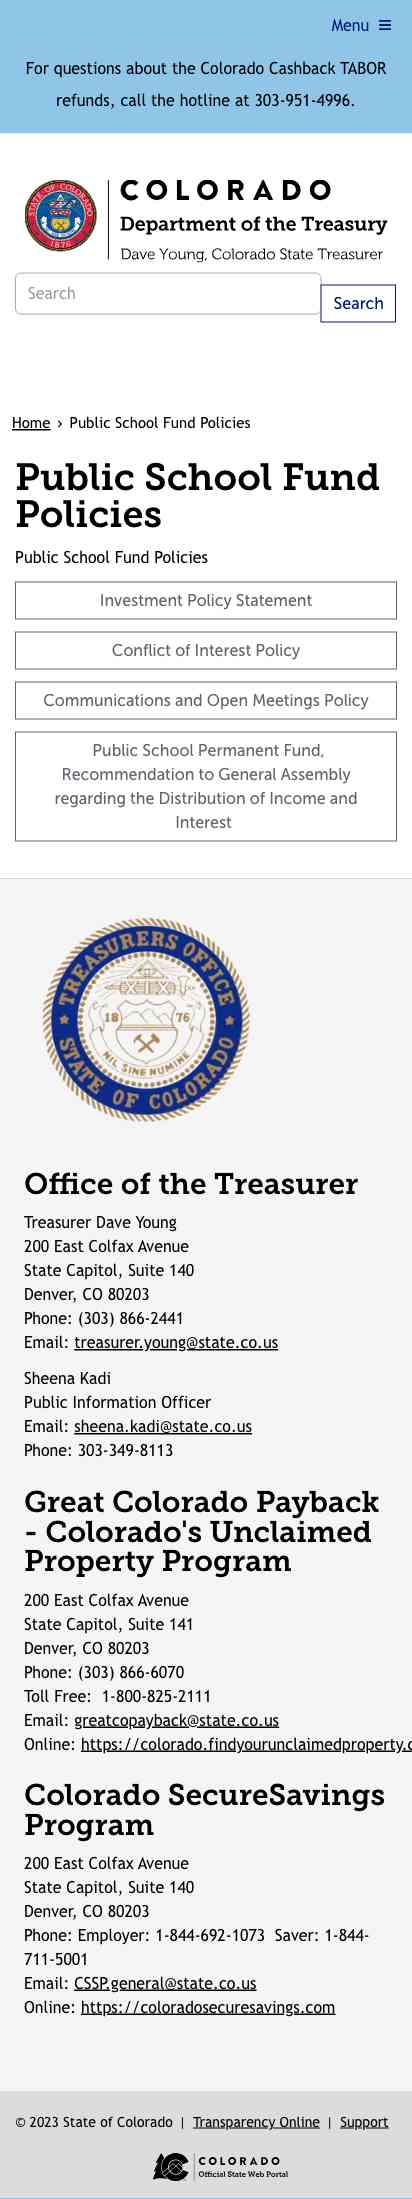 Menu
For questions about the Colorado Cashback TABOR
refunds, call the hotline at 303-951-4996.
STATE OF COLORADO
1876
COLORADO
Department of the Treasury
Dave Young, Colorado State Treasurer
Search
Search
Home › Public School Fund Policies
Public School Fund
Policies
Public School Fund Policies
Investment Policy Statement
Conflict of Interest Policy
Communications and Open Meetings Policy
Public School Permanent Fund,
Recommendation to General Assembly
regarding the Distribution of Income and
Interest
TREASURERS OFFICE
18 76
NIL SINE NUMINE
STATE OF COLORADO
Office of the Treasurer
Treasurer Dave Young
200 East Colfax Avenue
State Capitol, Suite 140
Denver, CO 80203
Phone: (303) 866-2441
Email: treasurer.young@state.co.us
Sheena Kadi
Public Information Officer
Email: sheena.kadi@state.co.us
Phone: 303-349-8113
Great Colorado Payback
- Colorado's Unclaimed
Property Program
200 East Colfax Avenue
State Capitol, Suite 141
Denver, CO 80203
Phone: (303) 866-6070
Toll Free: 1-800-825-2111
Email: greatcopayback@state.co.us
Online: https://colorado.findyourunclaimedproperty.c
Colorado SecureSavings
Program
200 East Colfax Avenue
State Capitol, Suite 140
Denver, CO 80203
Phone: Employer: 1-844-692-1073 Saver: 1-844-
711-5001
Email: CSSP.general@state.co.us
Online: https://coloradosecuresavings.com
© 2023 State of Colorado | Transparency Online | Support
COLORADO
Official State Web Portal